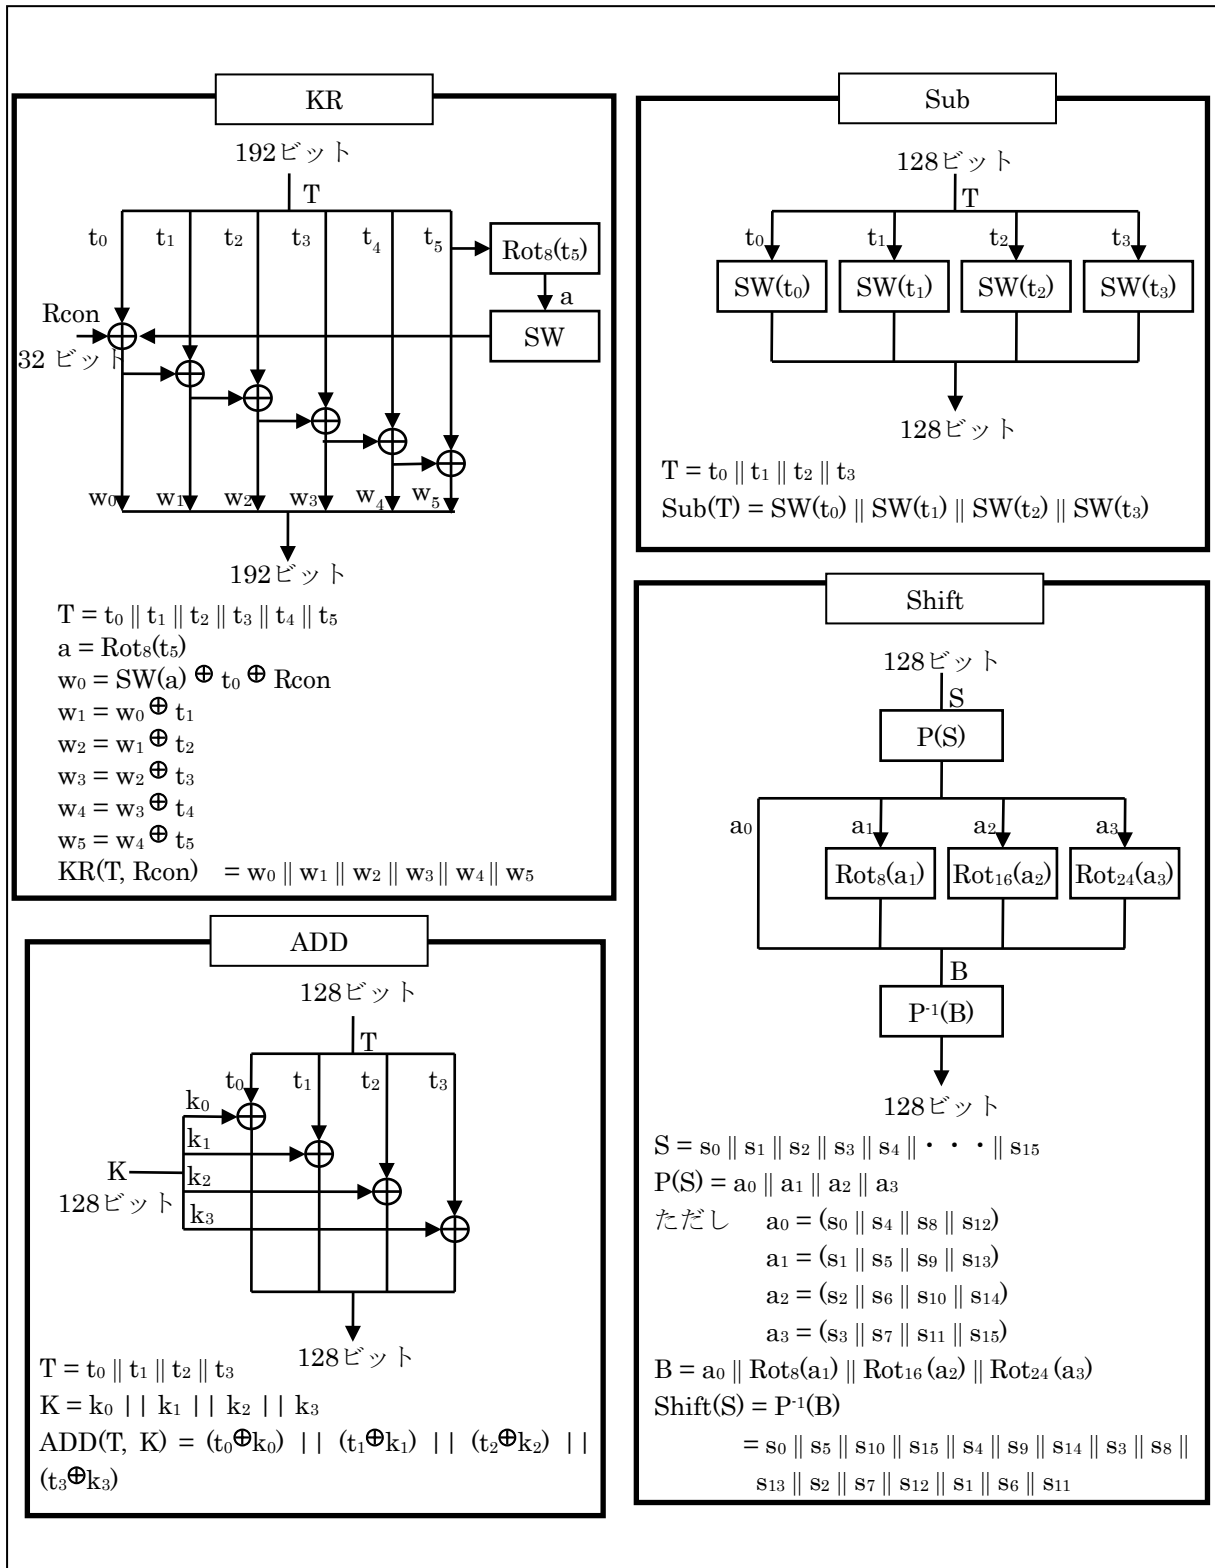 KR
192ビット
T
t0 t1 t2 t3 t4 t5
Rot8(t5)
a
Rcon
SW
32 ビット
w0 w1 w2 w3 w4 w5
192ビット
T = t0 || t1 || t2 || t3 || t4 || t5
a = Rot8(t5)
w0 = SW(a) ⊕ t0 ⊕ Rcon
w1 = w0 ⊕ t1
w2 = w1 ⊕ t2
w3 = w2 ⊕ t3
w4 = w3 ⊕ t4
w5 = w4 ⊕ t5
KR(T, Rcon) = w0 || w1 || w2 || w3 || w4 || w5
ADD
128ビット
T
t0 t1 t2 t3
k0
k1
K
k2
128ビット
k3
128ビット
T = t0 || t1 || t2 || t3
K = k0 || k1 || k2 || k3
ADD(T, K) = (t0⊕k0) || (t1⊕k1) || (t2⊕k2) ||
(t3⊕k3)
Sub
128ビット
T
t0 t1 t2 t3
SW(t0) SW(t1) SW(t2) SW(t3)
128ビット
T = t0 || t1 || t2 || t3
Sub(T) = SW(t0) || SW(t1) || SW(t2) || SW(t3)
Shift
128ビット
S
P(S)
a0 a1 a2 a3
Rot8(a1) Rot16(a2) Rot24(a3)
B
P-1(B)
128ビット
S = s0 || s1 || s2 || s3 || s4 || ・・・|| s15
P(S) = a0 || a1 || a2 || a3
ただし a0 = (s0 || s4 || s8 || s12)
a1 = (s1 || s5 || s9 || s13)
a2 = (s2 || s6 || s10 || s14)
a3 = (s3 || s7 || s11 || s15)
B = a0 || Rot8(a1) || Rot16 (a2) || Rot24 (a3)
Shift(S) = P-1(B)
= s0 || s5 || s10 || s15 || s4 || s9 || s14 || s3 || s8 ||
s13 || s2 || s7 || s12 || s1 || s6 || s11